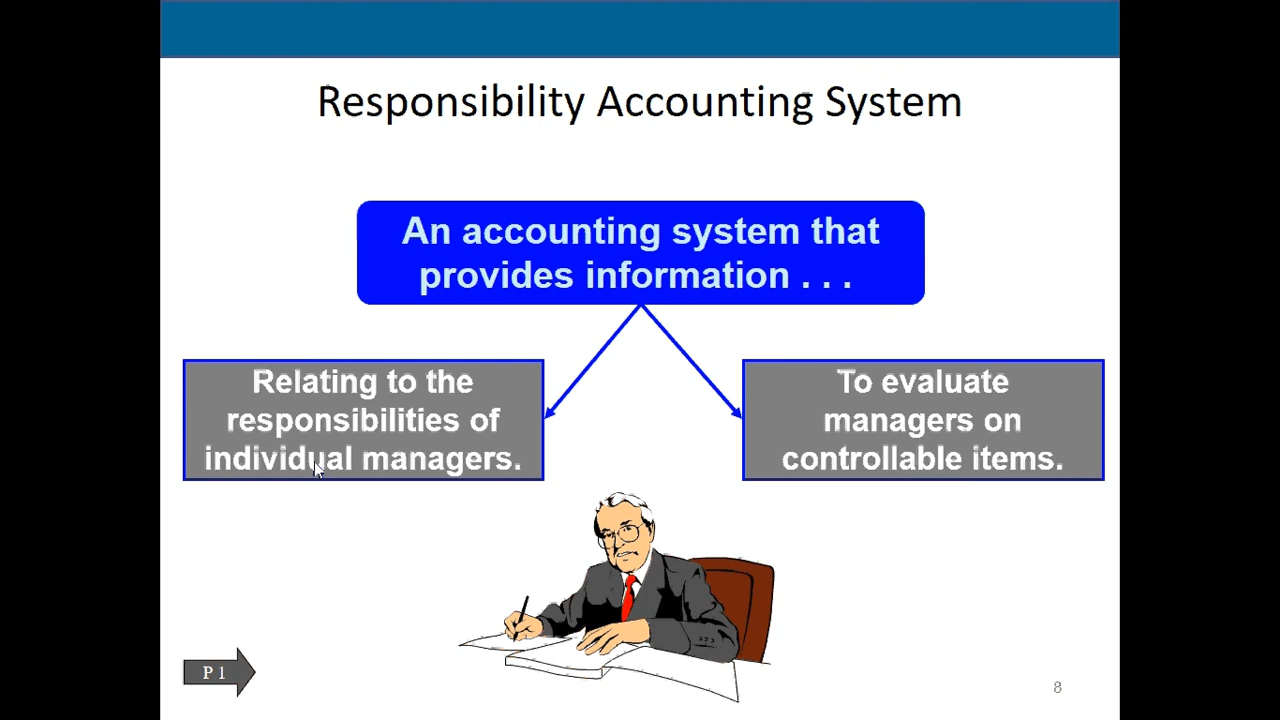 Responsibility Accounting System
An accounting system that
provides information . . .
Relating to the
responsibilities of
individual managers.
To evaluate
managers on
controllable items.
P 1
8